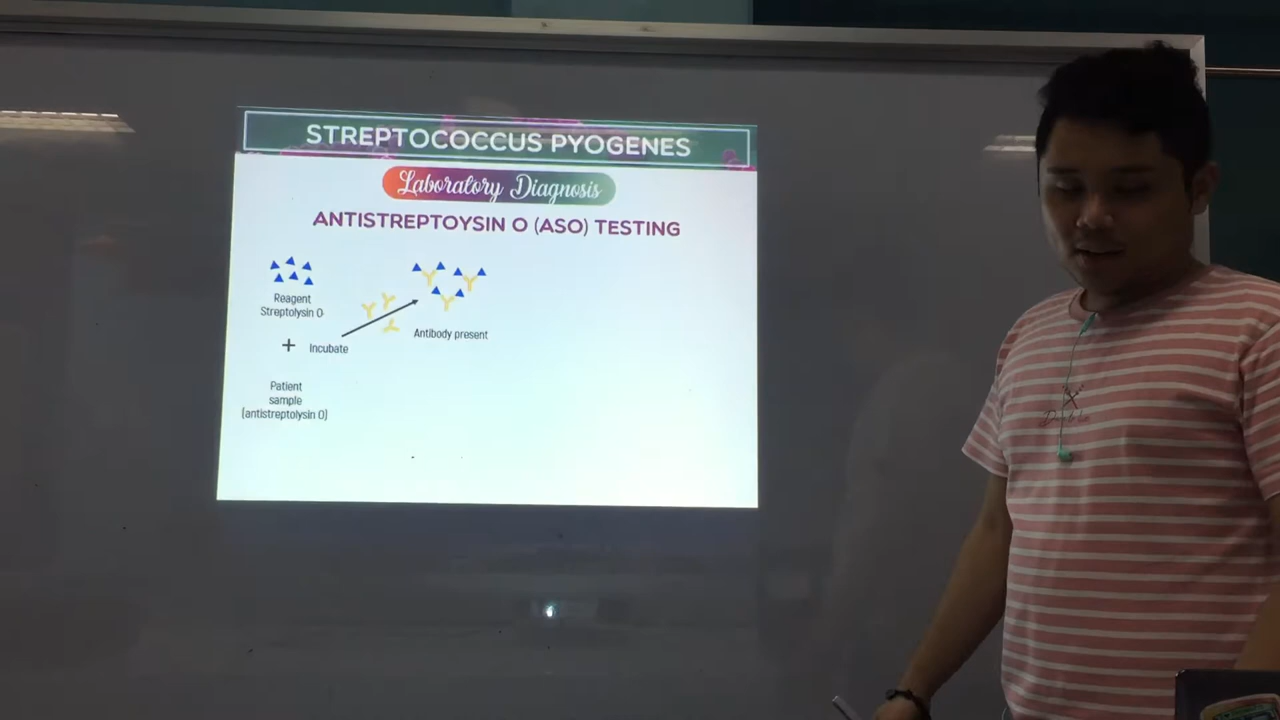 STREPTOCOCCUS PYOGENES
Laboratory Diagnosis
ANTISTREPTOYSIN O (ASO) TESTING
Reagent
Streptolysin O
Antibody present
+ Incubate
Patient
sample
(antistreptolysin O)